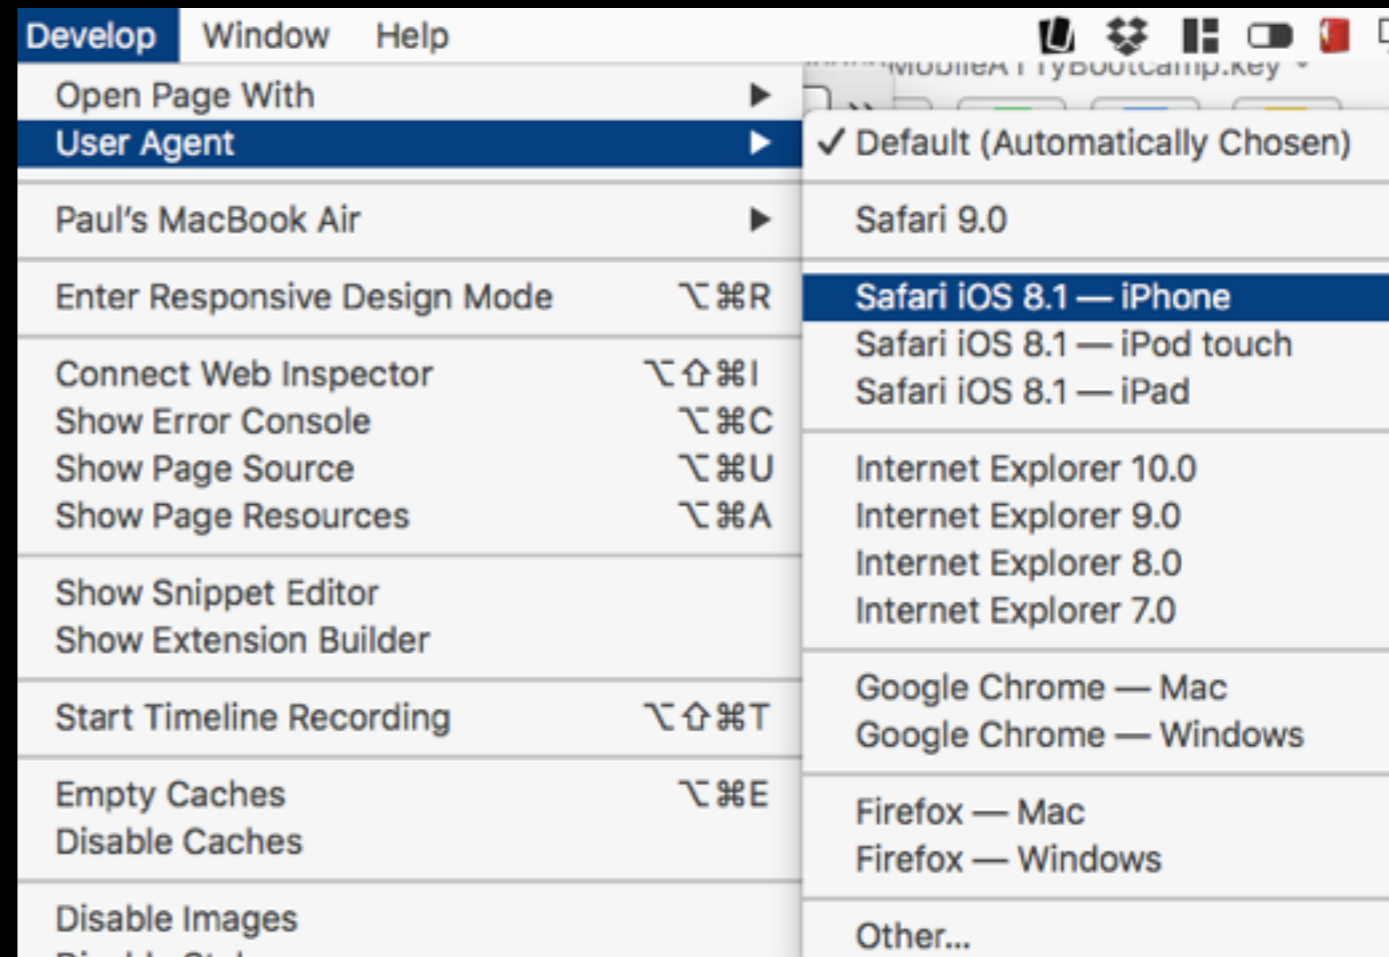 Develop Window Help
MobileA11yBootcamp.key
Open Page With ▶
User Agent ▶
Paul's MacBook Air ▶
Enter Responsive Design Mode ⌥⌘R
Connect Web Inspector ⌥⇧⌘I
Show Error Console ⌥⌘C
Show Page Source ⌥⌘U
Show Page Resources ⌥⌘A
Show Snippet Editor
Show Extension Builder
Start Timeline Recording ⌥⇧⌘T
Empty Caches ⌥⌘E
Disable Caches
Disable Images
✓ Default (Automatically Chosen)
Safari 9.0
Safari iOS 8.1 — iPhone
Safari iOS 8.1 — iPod touch
Safari iOS 8.1 — iPad
Internet Explorer 10.0
Internet Explorer 9.0
Internet Explorer 8.0
Internet Explorer 7.0
Google Chrome — Mac
Google Chrome — Windows
Firefox — Mac
Firefox — Windows
Other...